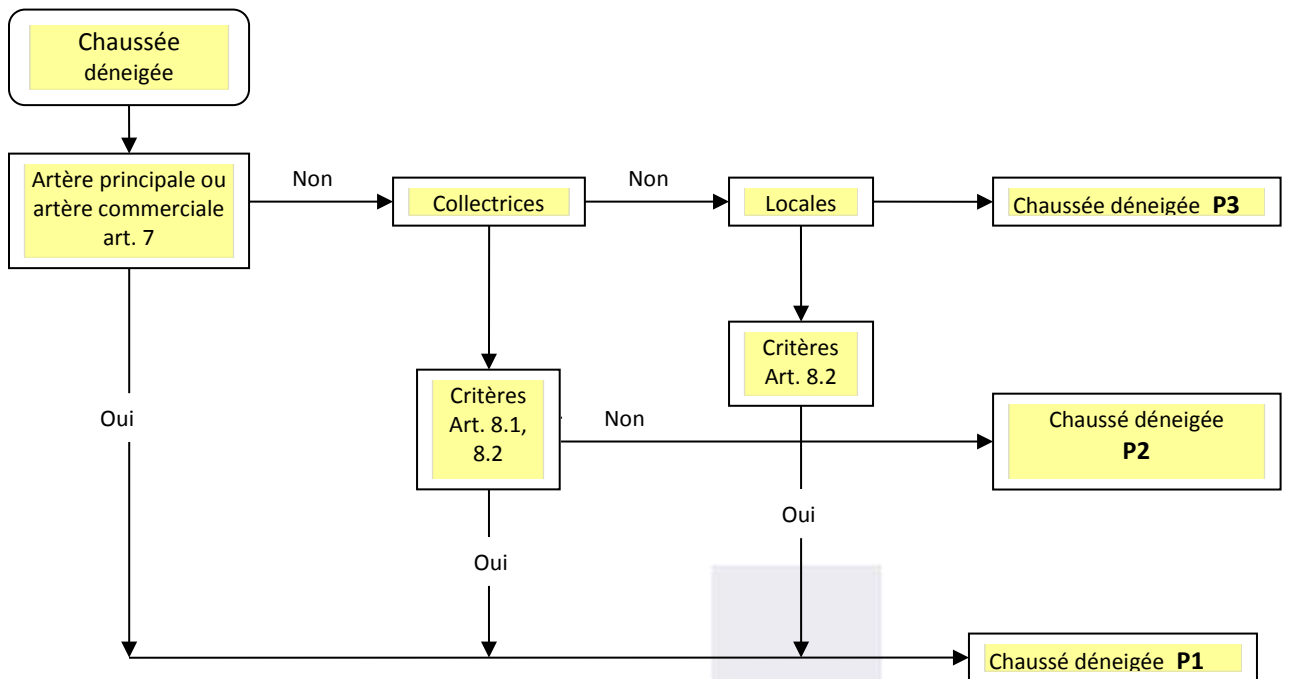 Chaussée
déneigée
Artère principale ou
artère commerciale
art. 7
Non
Collectrices
Non
Locales
Chaussée déneigée P3
Critères
Art. 8.2
Critères
Art. 8.1,
8.2
Oui
Non
Chaussé déneigée
P2
Oui
Oui
Chaussé déneigée P1